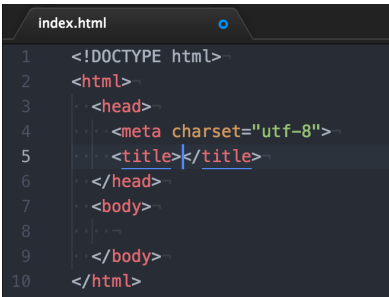 index.html
1 <!DOCTYPE html>
2 <html>
3 <head>
4 <meta charset="utf-8">
5 <title></title>
6 </head>
7 <body>
8
9 </body>
10 </html>